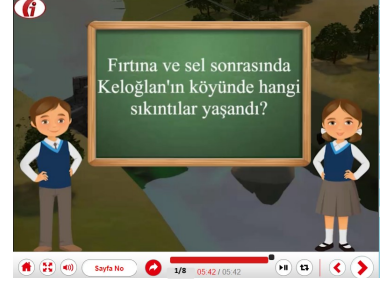 Fırtına ve sel sonrasında
Keloğlan'ın köyünde hangi
sıkıntılar yaşandı?
Sayfa No
1/8
05:42 / 05:42